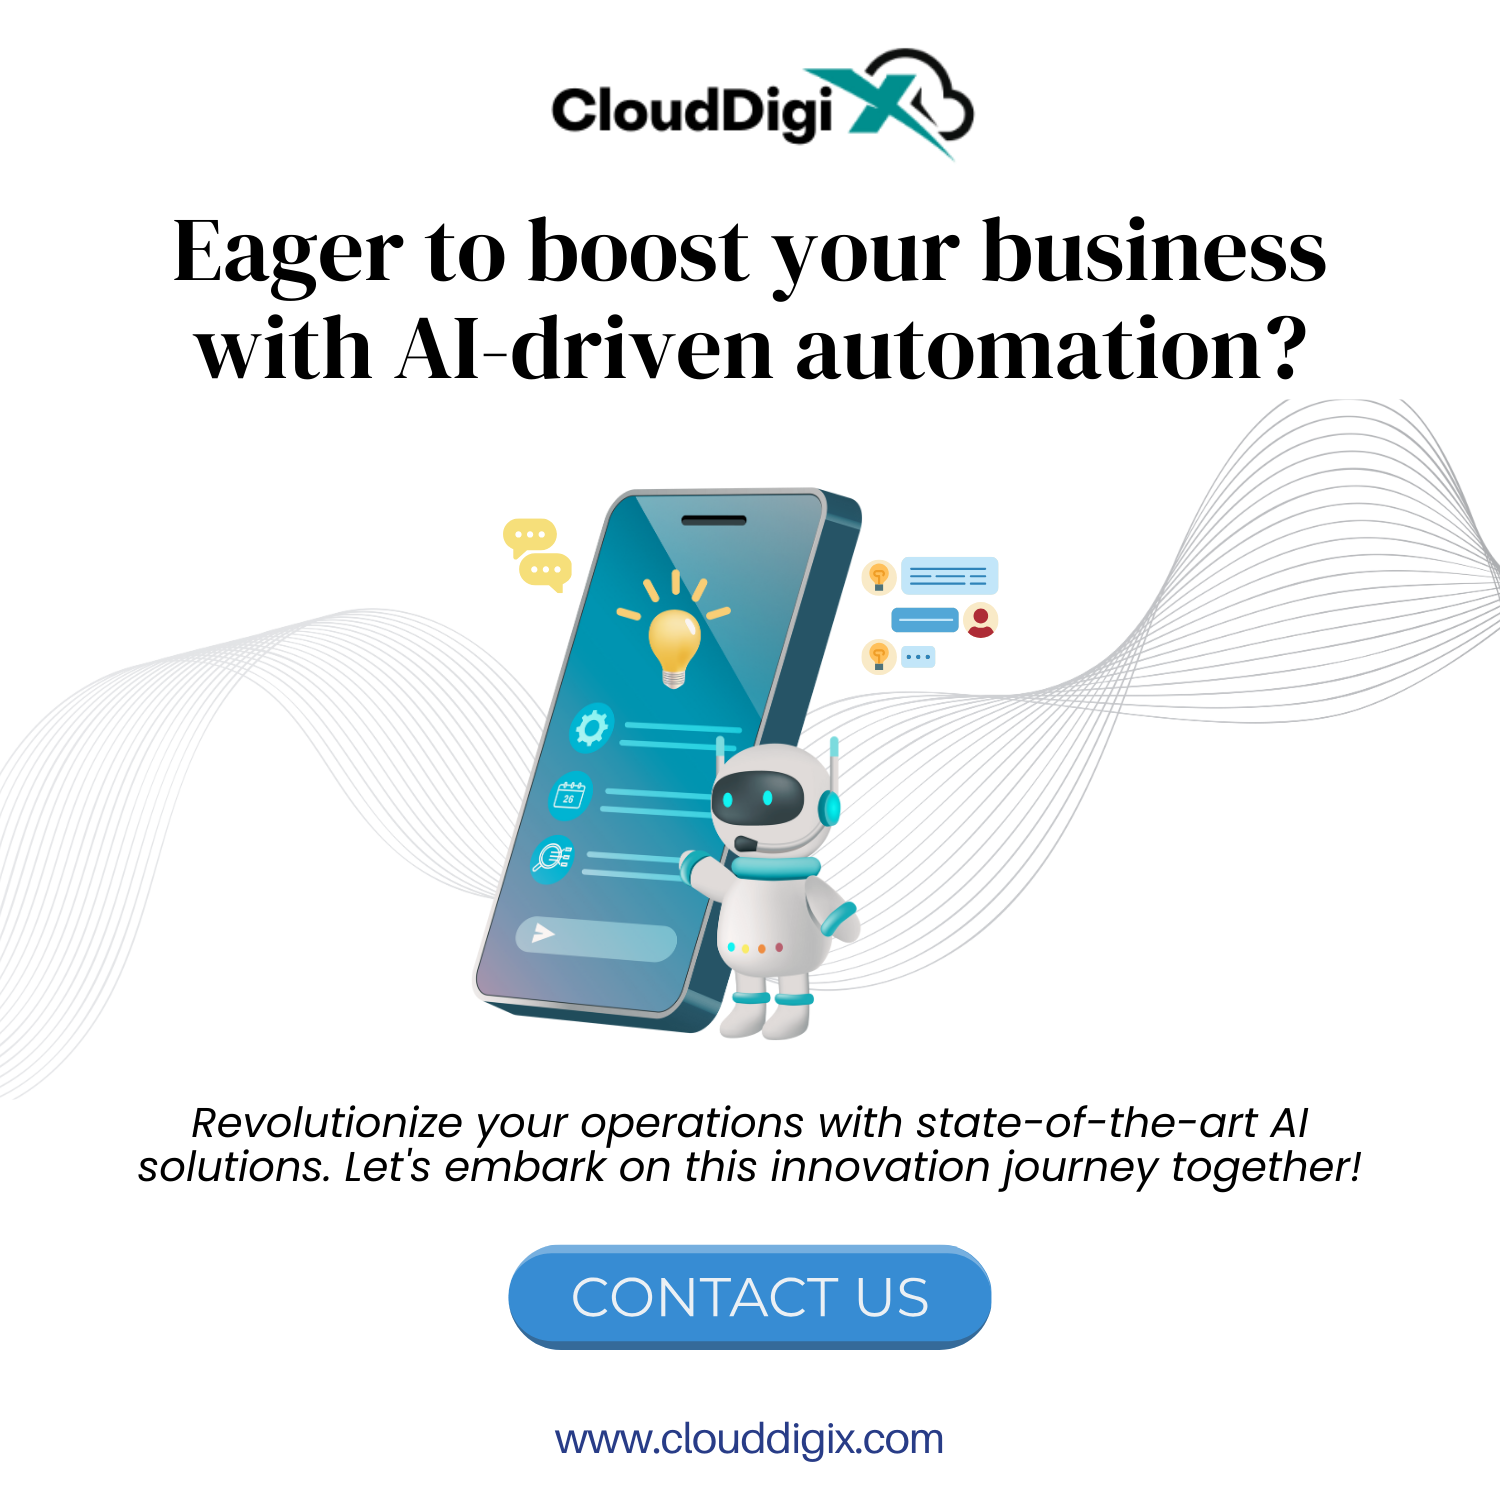 CloudDigiX
Eager to boost your business
with AI-driven automation?
26
Revolutionize your operations with state-of-the-art AI
solutions. Let's embark on this innovation journey together!
CONTACT US
www.clouddigix.com